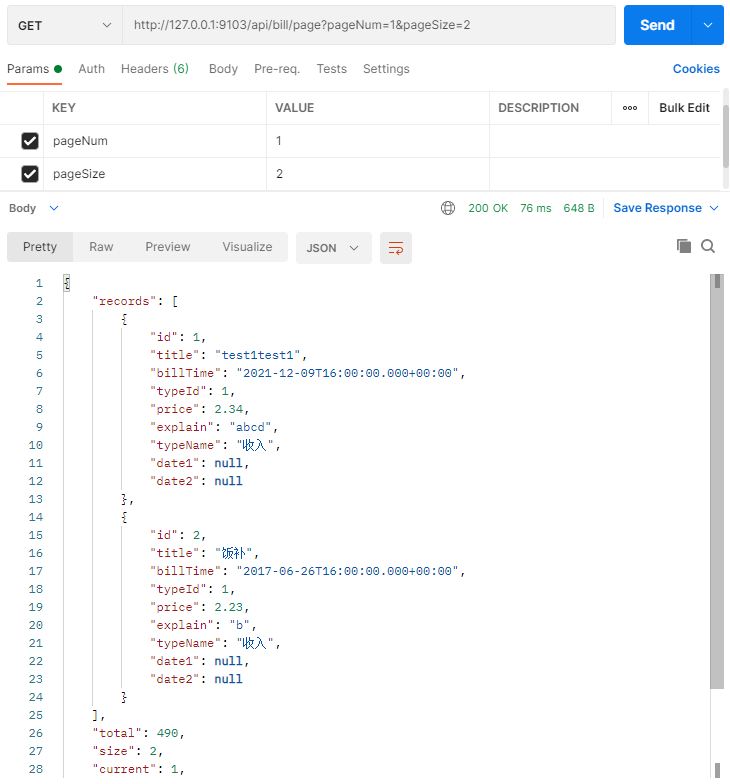 GET http://127.0.0.1:9103/api/bill/page?pageNum=1&pageSize=2 Send
Params Auth Headers (6) Body Pre-req. Tests Settings Cookies
KEY VALUE DESCRIPTION ooo Bulk Edit
pageNum 1
pageSize 2
Body 200 OK 76 ms 648 B Save Response
Pretty Raw Preview Visualize JSON
1 {
2 "records": [
3 {
4 "id": 1,
5 "title": "test1test1",
6 "billTime": "2021-12-09T16:00:00.000+00:00",
7 "typeId": 1,
8 "price": 2.34,
9 "explain": "abcd",
10 "typeName": "收入",
11 "date1": null,
12 "date2": null
13 },
14 {
15 "id": 2,
16 "title": "饭补",
17 "billTime": "2017-06-26T16:00:00.000+00:00",
18 "typeId": 1,
19 "price": 2.23,
20 "explain": "b",
21 "typeName": "收入",
22 "date1": null,
23 "date2": null
24 }
25 ],
26 "total": 490,
27 "size": 2,
28 "current": 1,